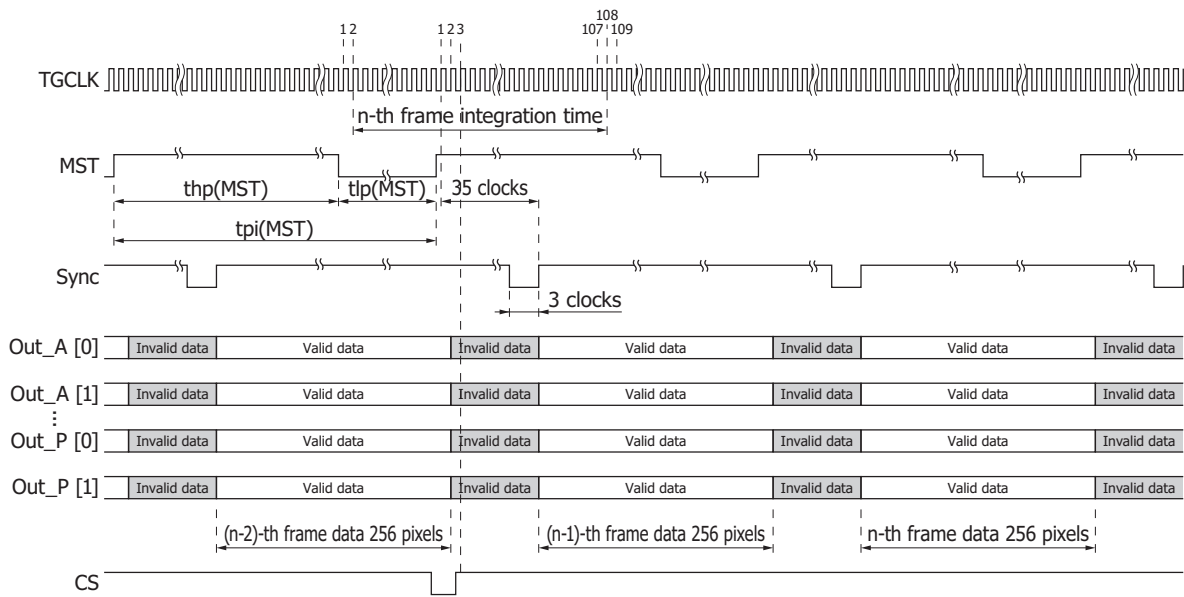 108
1 2 1 2 3 107 109
TGCLK
n-th frame integration time
MST
thp(MST) tlp(MST) 35 clocks
tpi(MST)
Sync
3 clocks
Out_A [0] Invalid data Valid data Invalid data Valid data Invalid data Valid data Invalid data
Out_A [1] Invalid data Valid data Invalid data Valid data Invalid data Valid data Invalid data
...
Out_P [0] Invalid data Valid data Invalid data Valid data Invalid data Valid data Invalid data
Out_P [1] Invalid data Valid data Invalid data Valid data Invalid data Valid data Invalid data
(n-2)-th frame data 256 pixels (n-1)-th frame data 256 pixels n-th frame data 256 pixels
CS